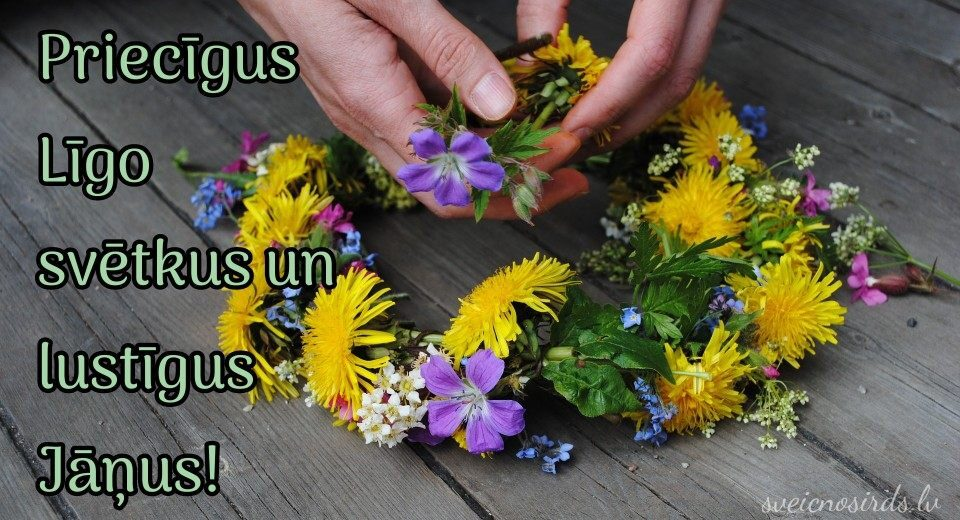 Priecīgus
Līgo
svētkus un
lustīgus
Jāņus!
sveicnosirds.lv